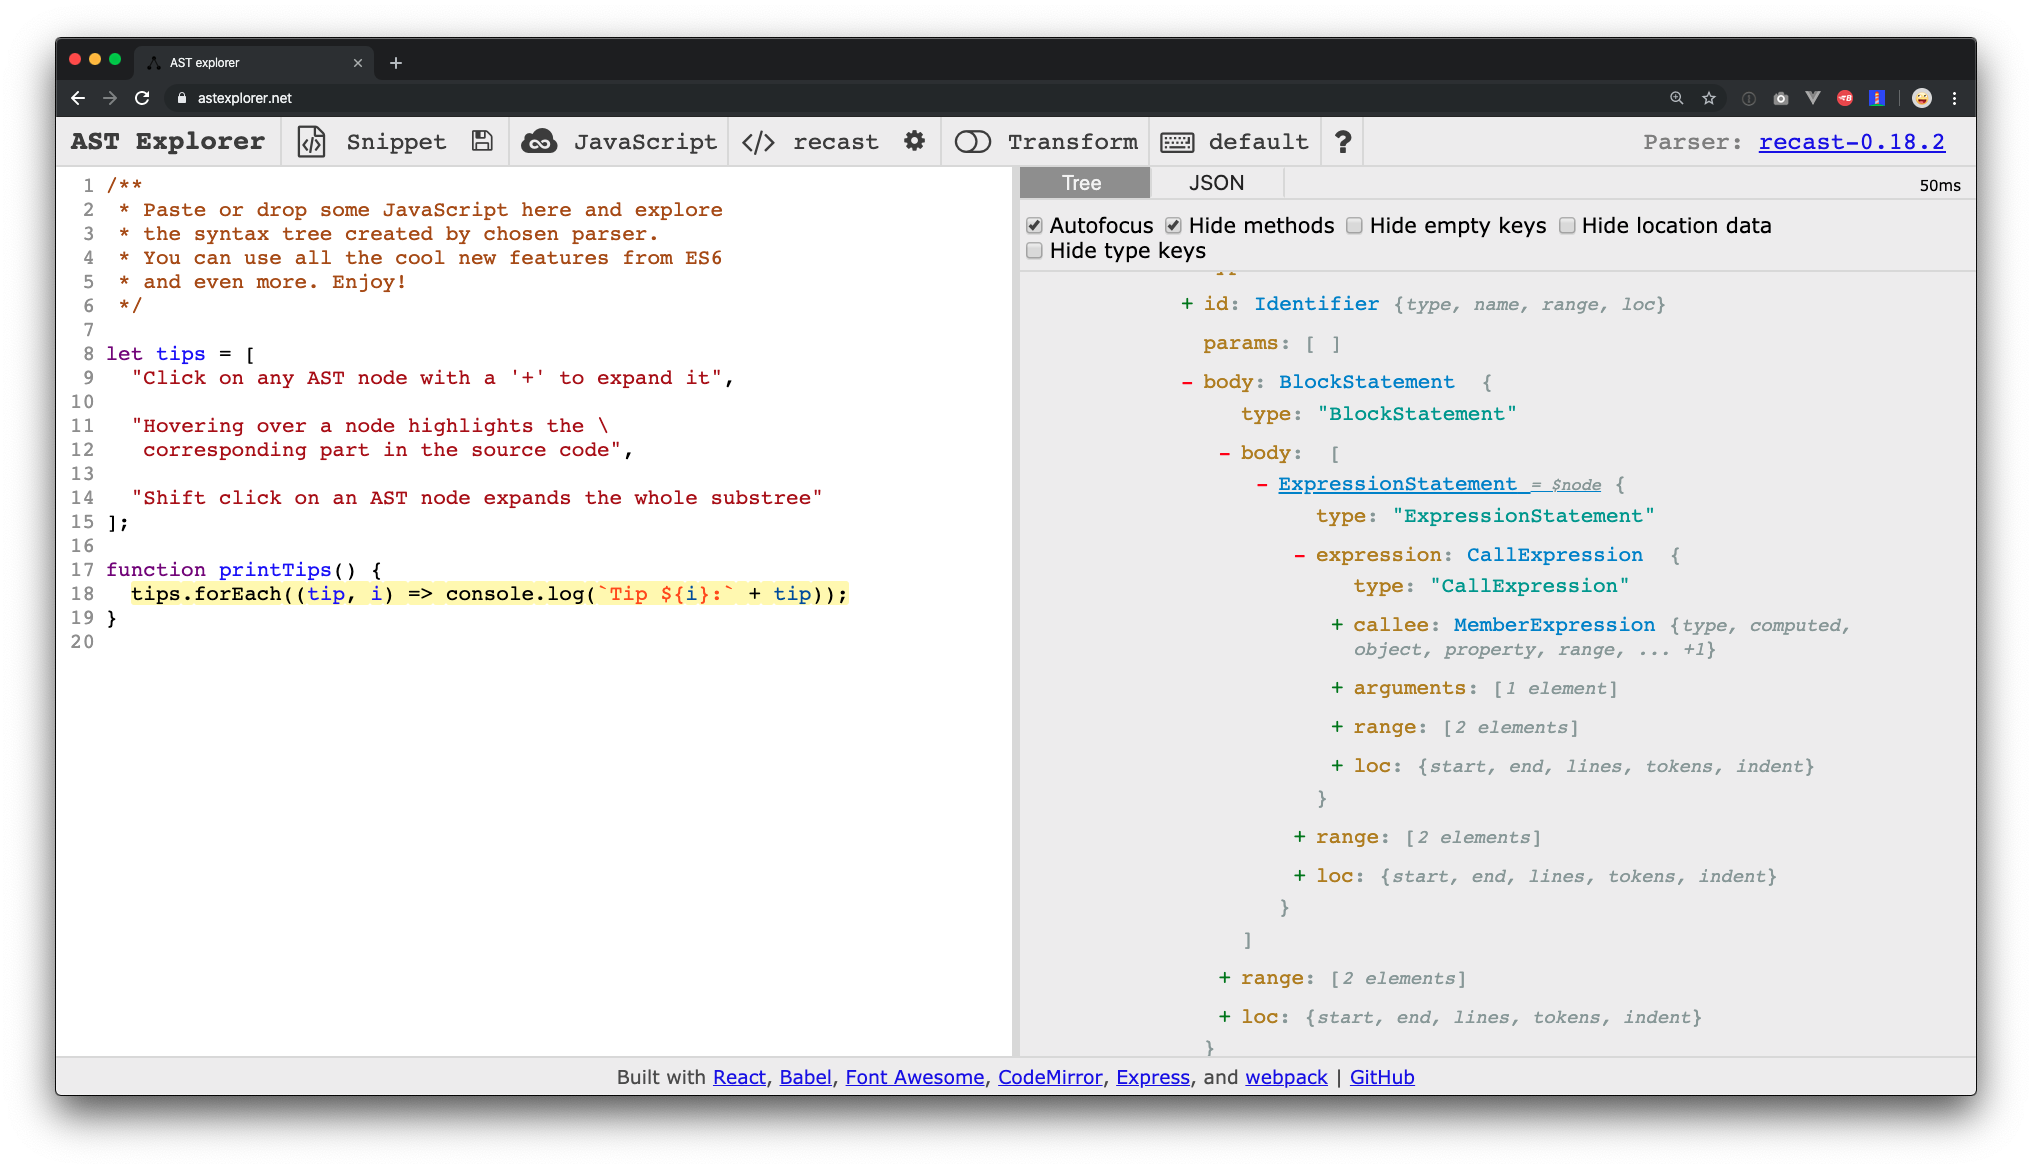 AST explorer
astexplorer.net
AST Explorer Snippet JavaScript </> recast Transform default ? Parser: recast-0.18.2
1 /**
2 * Paste or drop some JavaScript here and explore
3 * the syntax tree created by chosen parser.
4 * You can use all the cool new features from ES6
5 * and even more. Enjoy!
6 */
7
8 let tips = [
9 "Click on any AST node with a '+' to expand it",
10
11 "Hovering over a node highlights the \
12 corresponding part in the source code",
13
14 "Shift click on an AST node expands the whole substree"
15 ];
16
17 function printTips() {
18 tips.forEach((tip, i) => console.log(`Tip ${i}:` + tip));
19 }
20
Tree JSON 50ms
Autofocus Hide methods Hide empty keys Hide location data
Hide type keys
+ id: Identifier {type, name, range, loc}
params: [ ]
- body: BlockStatement {
type: "BlockStatement"
- body: [
- ExpressionStatement = $node {
type: "ExpressionStatement"
- expression: CallExpression {
type: "CallExpression"
+ callee: MemberExpression {type, computed,
object, property, range, ... +1}
+ arguments: [1 element]
+ range: [2 elements]
+ loc: {start, end, lines, tokens, indent}
}
+ range: [2 elements]
+ loc: {start, end, lines, tokens, indent}
}
]
+ range: [2 elements]
+ loc: {start, end, lines, tokens, indent}
}
Built with React, Babel, Font Awesome, CodeMirror, Express, and webpack | GitHub